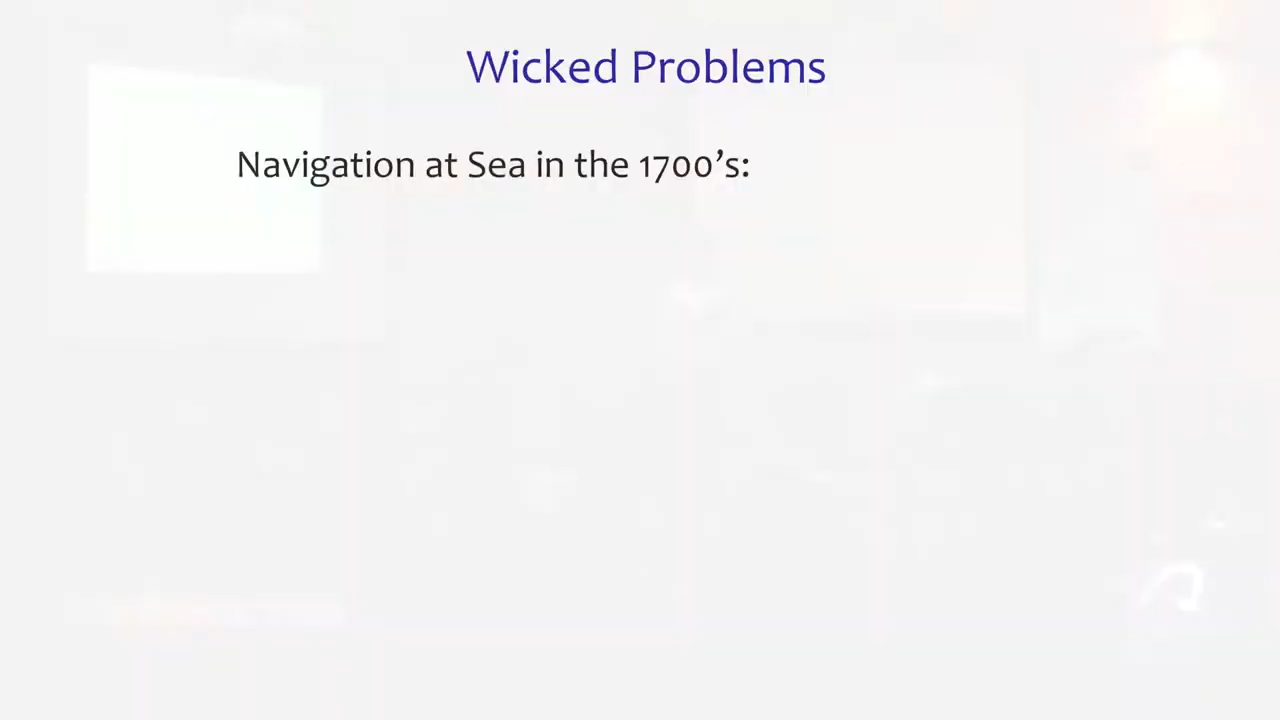 Wicked Problems
Navigation at Sea in the 1700’s: